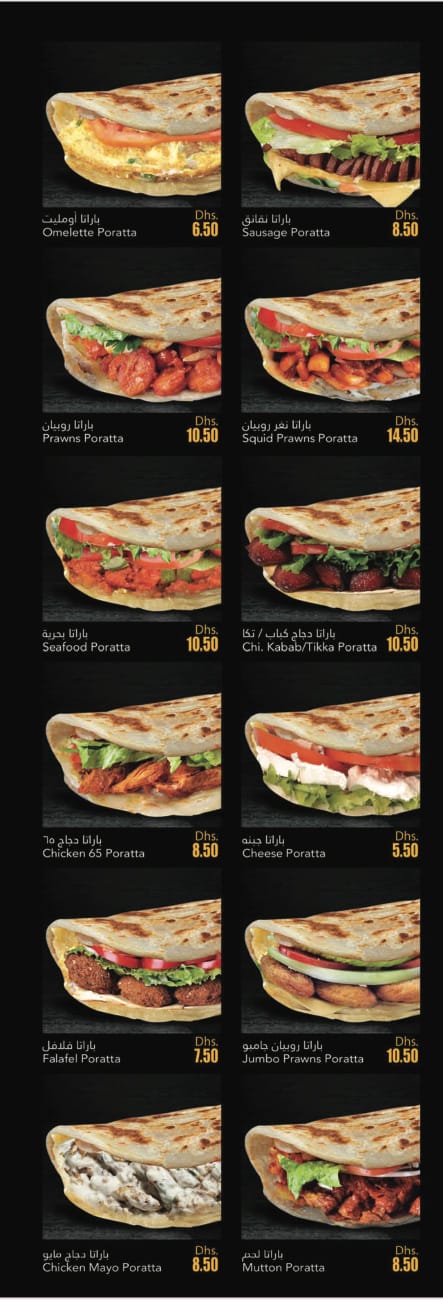 باراتا أومليت
Omelette Poratta
Dhs.
6.50
باراتا نقانق
Sausage Poratta
Dhs.
8.50
باراتا روبيان
Prawns Poratta
Dhs.
10.50
باراتا نغر روبيان
Squid Prawns Poratta
Dhs.
14.50
باراتا بحرية
Seafood Poratta
Dhs.
10.50
باراتا دجاج كباب / تكا
Chi. Kabab/Tikka Poratta
Dhs.
10.50
باراتا دجاج ٦٥
Chicken 65 Poratta
Dhs.
8.50
باراتا جبنه
Cheese Poratta
Dhs.
5.50
باراتا فلافل
Falafel Poratta
Dhs.
7.50
باراتا روبيان جامبو
Jumbo Prawns Poratta
Dhs.
10.50
باراتا دجاج مايو
Chicken Mayo Poratta
Dhs.
8.50
باراتا لحم
Mutton Poratta
Dhs.
8.50